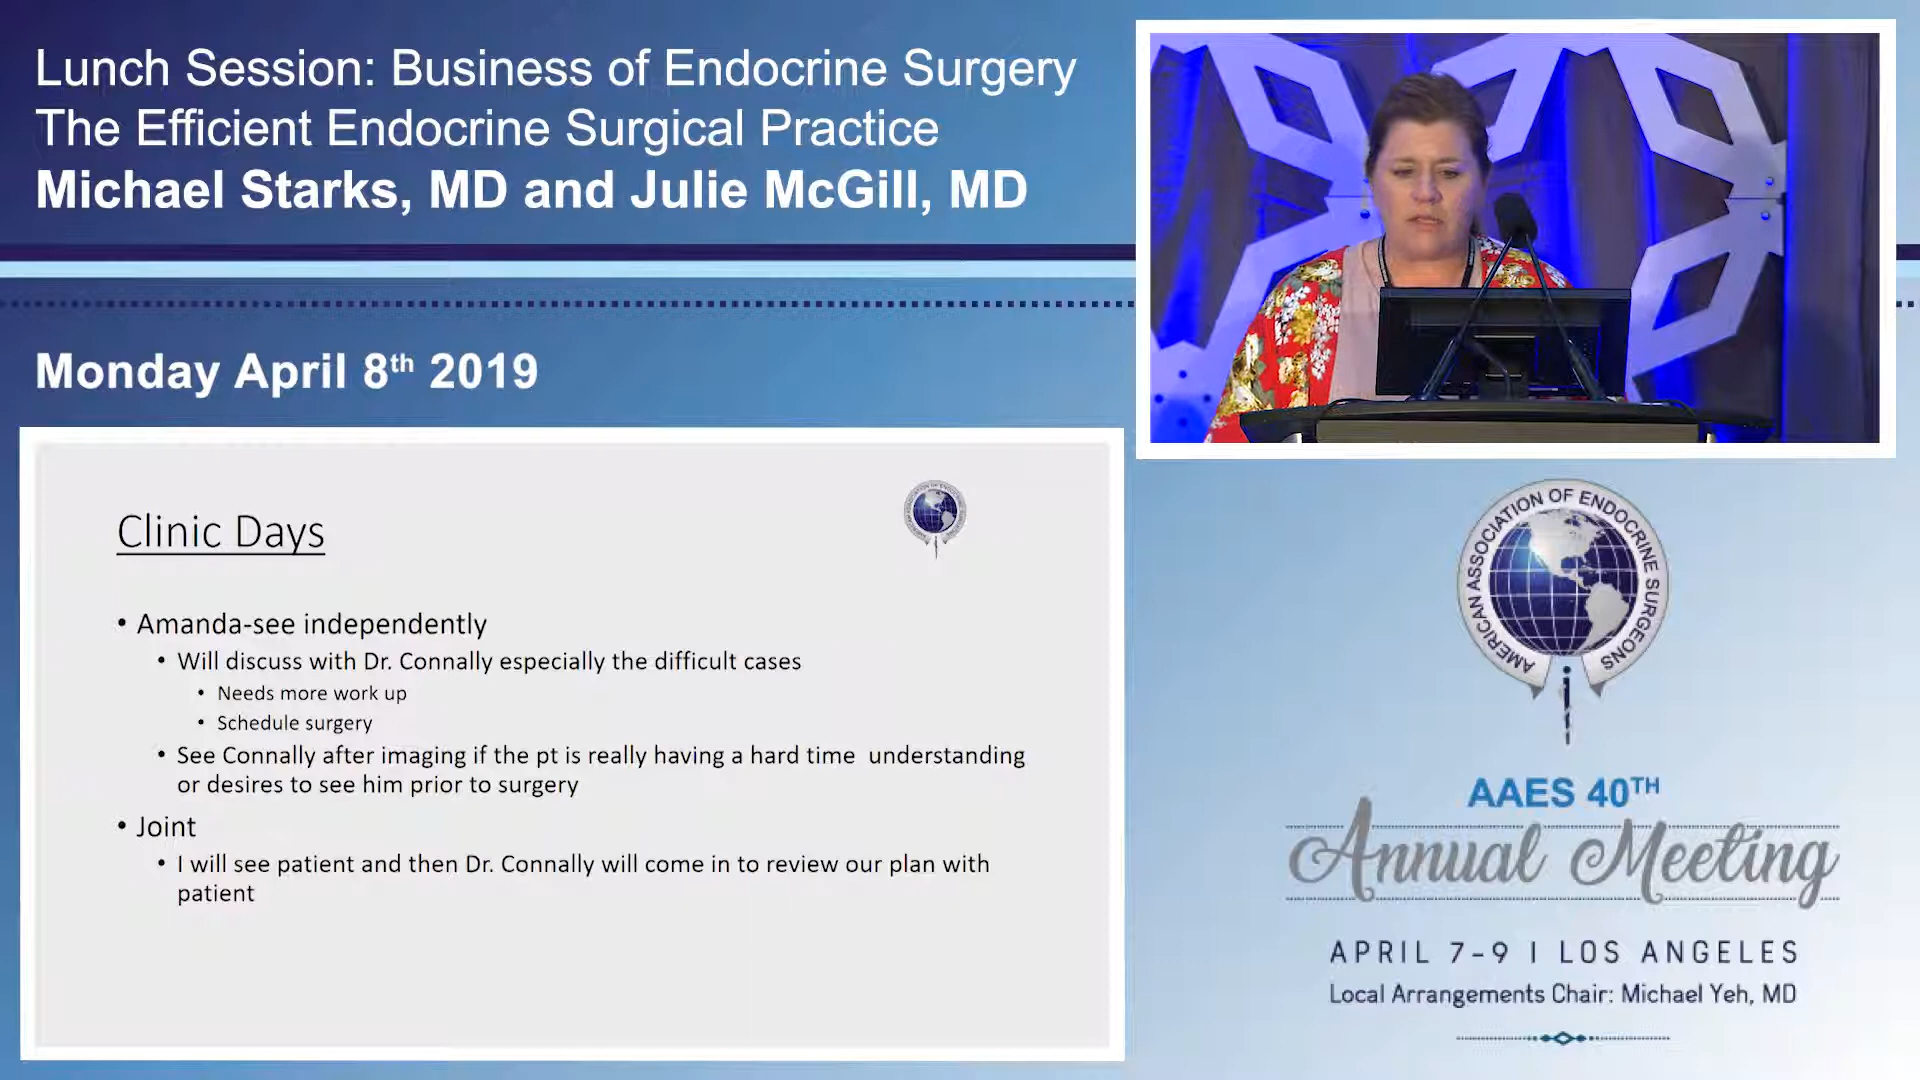 Lunch Session: Business of Endocrine Surgery
The Efficient Endocrine Surgical Practice
Michael Starks, MD and Julie McGill, MD
Monday April 8th 2019
Clinic Days
• Amanda-see independently
• Will discuss with Dr. Connally especially the difficult cases
• Needs more work up
• Schedule surgery
• See Connally after imaging if the pt is really having a hard time understanding
or desires to see him prior to surgery
• Joint
• I will see patient and then Dr. Connally will come in to review our plan with
patient
AMERICAN ASSOCIATION OF ENDOCRINE SURGEONS
AAES 40TH
Annual Meeting
APRIL 7-9 | LOS ANGELES
Local Arrangements Chair: Michael Yeh, MD